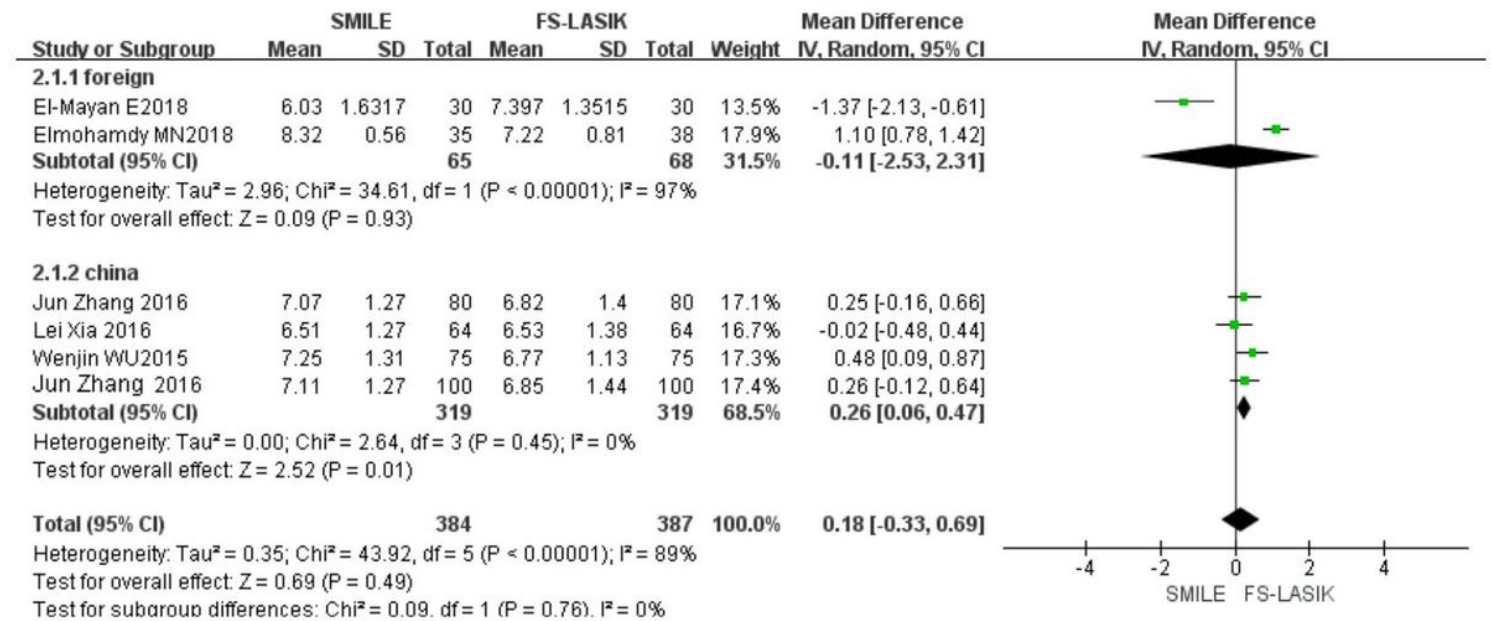 SMILE FS-LASIK Mean Difference Mean Difference
Study or Subgroup Mean SD Total Mean SD Total Weight IV, Random, 95% CI IV, Random, 95% CI
2.1.1 foreign
El-Mayan E2018 6.03 1.6317 30 7.397 1.3515 30 13.5% -1.37 [-2.13, -0.61]
Elmohamdy MN2018 8.32 0.56 35 7.22 0.81 38 17.9% 1.10 [0.78, 1.42]
Subtotal (95% CI) 65 68 31.5% -0.11 [-2.53, 2.31]
Heterogeneity: Tau² = 2.96; Chi² = 34.61, df = 1 (P < 0.00001); I² = 97%
Test for overall effect: Z = 0.09 (P = 0.93)
2.1.2 china
Jun Zhang 2016 7.07 1.27 80 6.82 1.4 80 17.1% 0.25 [-0.16, 0.66]
Lei Xia 2016 6.51 1.27 64 6.53 1.38 64 16.7% -0.02 [-0.48, 0.44]
Wenjin WU2015 7.25 1.31 75 6.77 1.13 75 17.3% 0.48 [0.09, 0.87]
Jun Zhang 2016 7.11 1.27 100 6.85 1.44 100 17.4% 0.26 [-0.12, 0.64]
Subtotal (95% CI) 319 319 68.5% 0.26 [0.06, 0.47]
Heterogeneity: Tau² = 0.00; Chi² = 2.64, df = 3 (P = 0.45); I² = 0%
Test for overall effect: Z = 2.52 (P = 0.01)
Total (95% CI) 384 387 100.0% 0.18 [-0.33, 0.69]
Heterogeneity: Tau² = 0.35; Chi² = 43.92, df = 5 (P < 0.00001); I² = 89%
Test for overall effect: Z = 0.69 (P = 0.49)
Test for subgroup differences: Chi² = 0.09, df = 1 (P = 0.76), I² = 0%
-4 -2 0 2 4
SMILE FS-LASIK